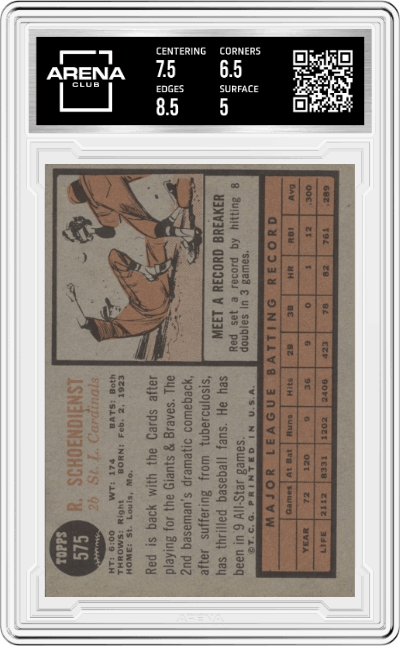 ARENA
CLUB
CENTERING CORNERS
7.5 6.5
EDGES SURFACE
8.5 5
TOPPS
575
R. SCHOENDIENST
2b St. L. Cardinals
HT: 6:00 WT: 174 BATS: Both
THROWS: Right BORN: Feb. 2, 1923
HOME: St. Louis, Mo.
Red is back with the Cards after
playing for the Giants & Braves. The
2nd baseman's dramatic comeback,
after suffering from tuberculosis,
has thrilled baseball fans. He has
been in 9 All-Star games.
©T.C.G. PRINTED IN U.S.A.
MEET A RECORD BREAKER
Red set a record by hitting 8
doubles in 3 games.
MAJOR LEAGUE BATTING RECORD
Games At Bat Runs Hits 2B 3B HR RBI Avg.
YEAR 72 120 9 36 9 0 1 12 .300
LIFE 2112 8331 1202 2406 423 78 82 761 .289
ARENA